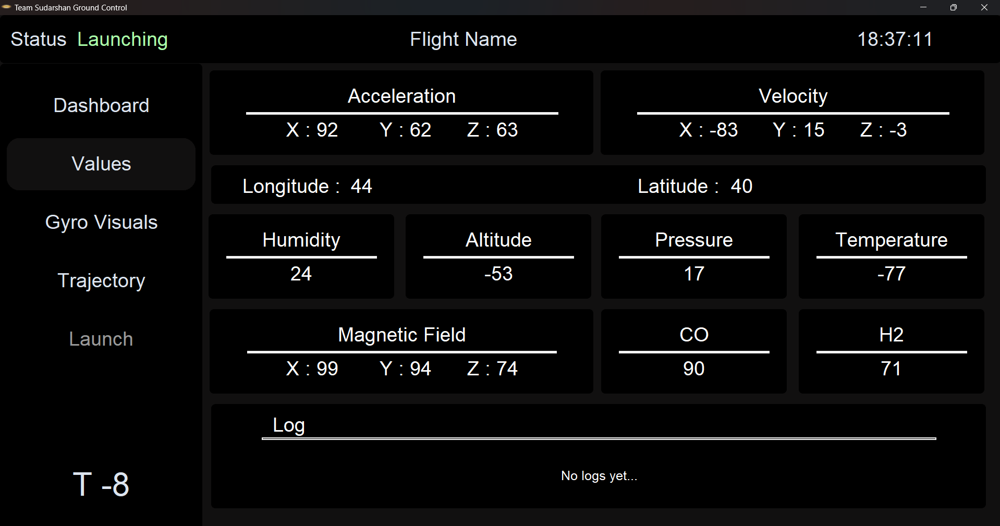 Team Sudarshan Ground Control
Status Launching
Flight Name
18:37:11
Dashboard
Values
Gyro Visuals
Trajectory
Launch
T -8
Acceleration
X : 92 Y : 62 Z : 63
Velocity
X : -83 Y : 15 Z : -3
Longitude : 44
Latitude : 40
Humidity
24
Altitude
-53
Pressure
17
Temperature
-77
Magnetic Field
X : 99 Y : 94 Z : 74
CO
90
H2
71
Log
No logs yet...